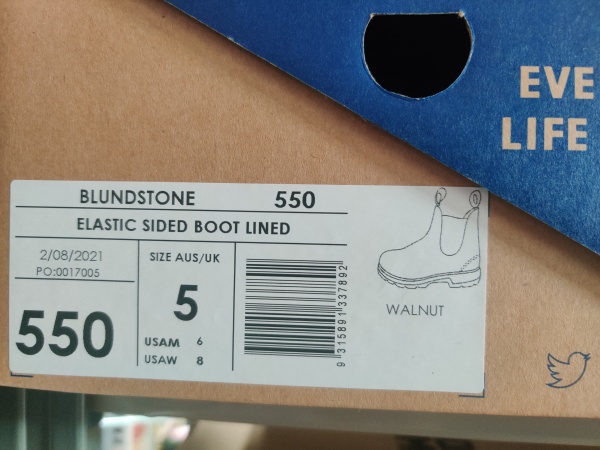 EVE
LIFE
BLUNDSTONE 550
ELASTIC SIDED BOOT LINED
2/08/2021
PO:0017005
550
SIZE AUS/UK
5
USAM 6
USAW 8
9 315891 337892
WALNUT